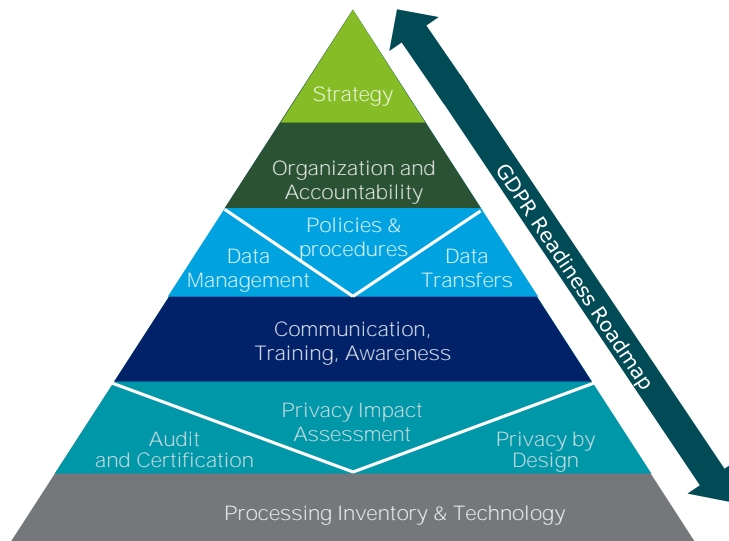 Strategy
Organization and
Accountability
Policies &
procedures
Data
Management
Data
Transfers
Communication,
Training, Awareness
Privacy Impact
Assessment
Audit
and Certification
Privacy by
Design
Processing Inventory & Technology
GDPR Readiness Roadmap